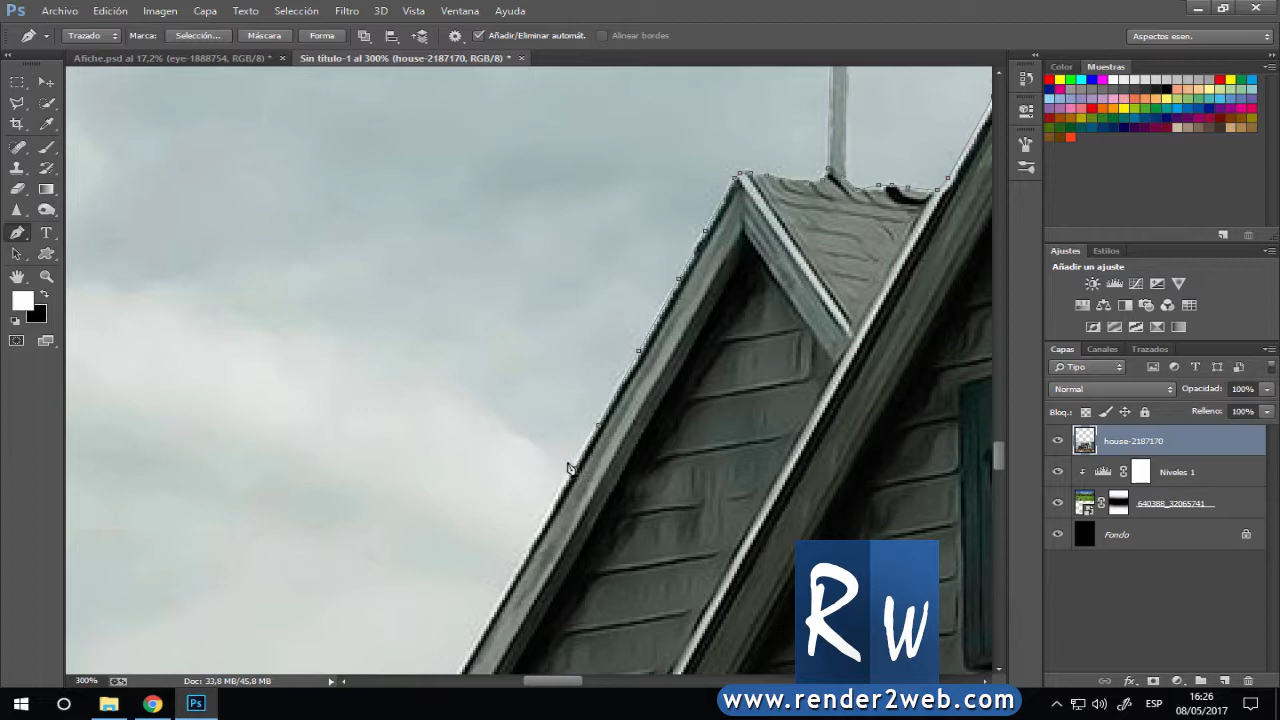 Ps Archivo Edición Imagen Capa Texto Selección Filtro 3D Vista Ventana Ayuda
Trazado Marca: Selección... Máscara Forma Añadir/Eliminar automát. Alinear bordes Aspectos esen.
Afiche.psd al 17,2% (eye-1888754, RGB/8) * × Sin título-1 al 300% (house-2187170, RGB/8) * ×
Color Muestras
Ajustes Estilos
Añadir un ajuste
Capas Canales Trazados
Tipo
Normal Opacidad: 100%
Bloq.: Relleno: 100%
house-2187170
Niveles 1
640388_32065741
Fondo
RW
300% Doc: 33,8 MB/45,8 MB
www.render2web.com
Ps
ESP
16:26
08/05/2017